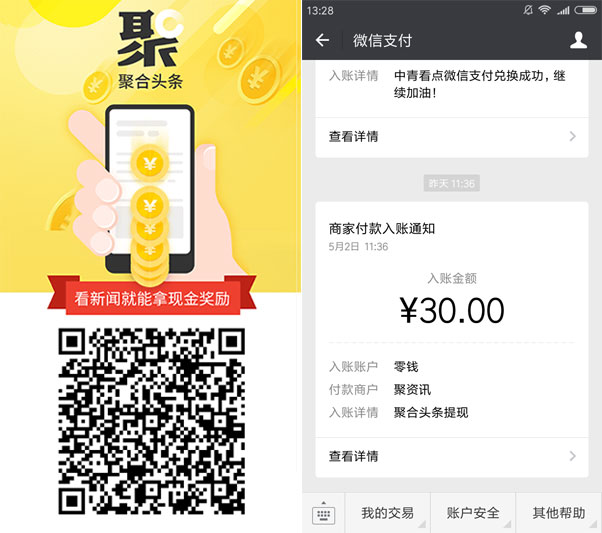 聚
聚合头条
看新闻就能拿现金奖励
13:28
微信支付
入账详情 中青看点微信支付兑换成功，继
续加油！
查看详情
昨天 11:36
商家付款入账通知
5月2日 11:36
入账金额
¥30.00
入账账户 零钱
付款商户 聚资讯
入账详情 聚合头条提现
查看详情
我的交易 账户安全 其他帮助